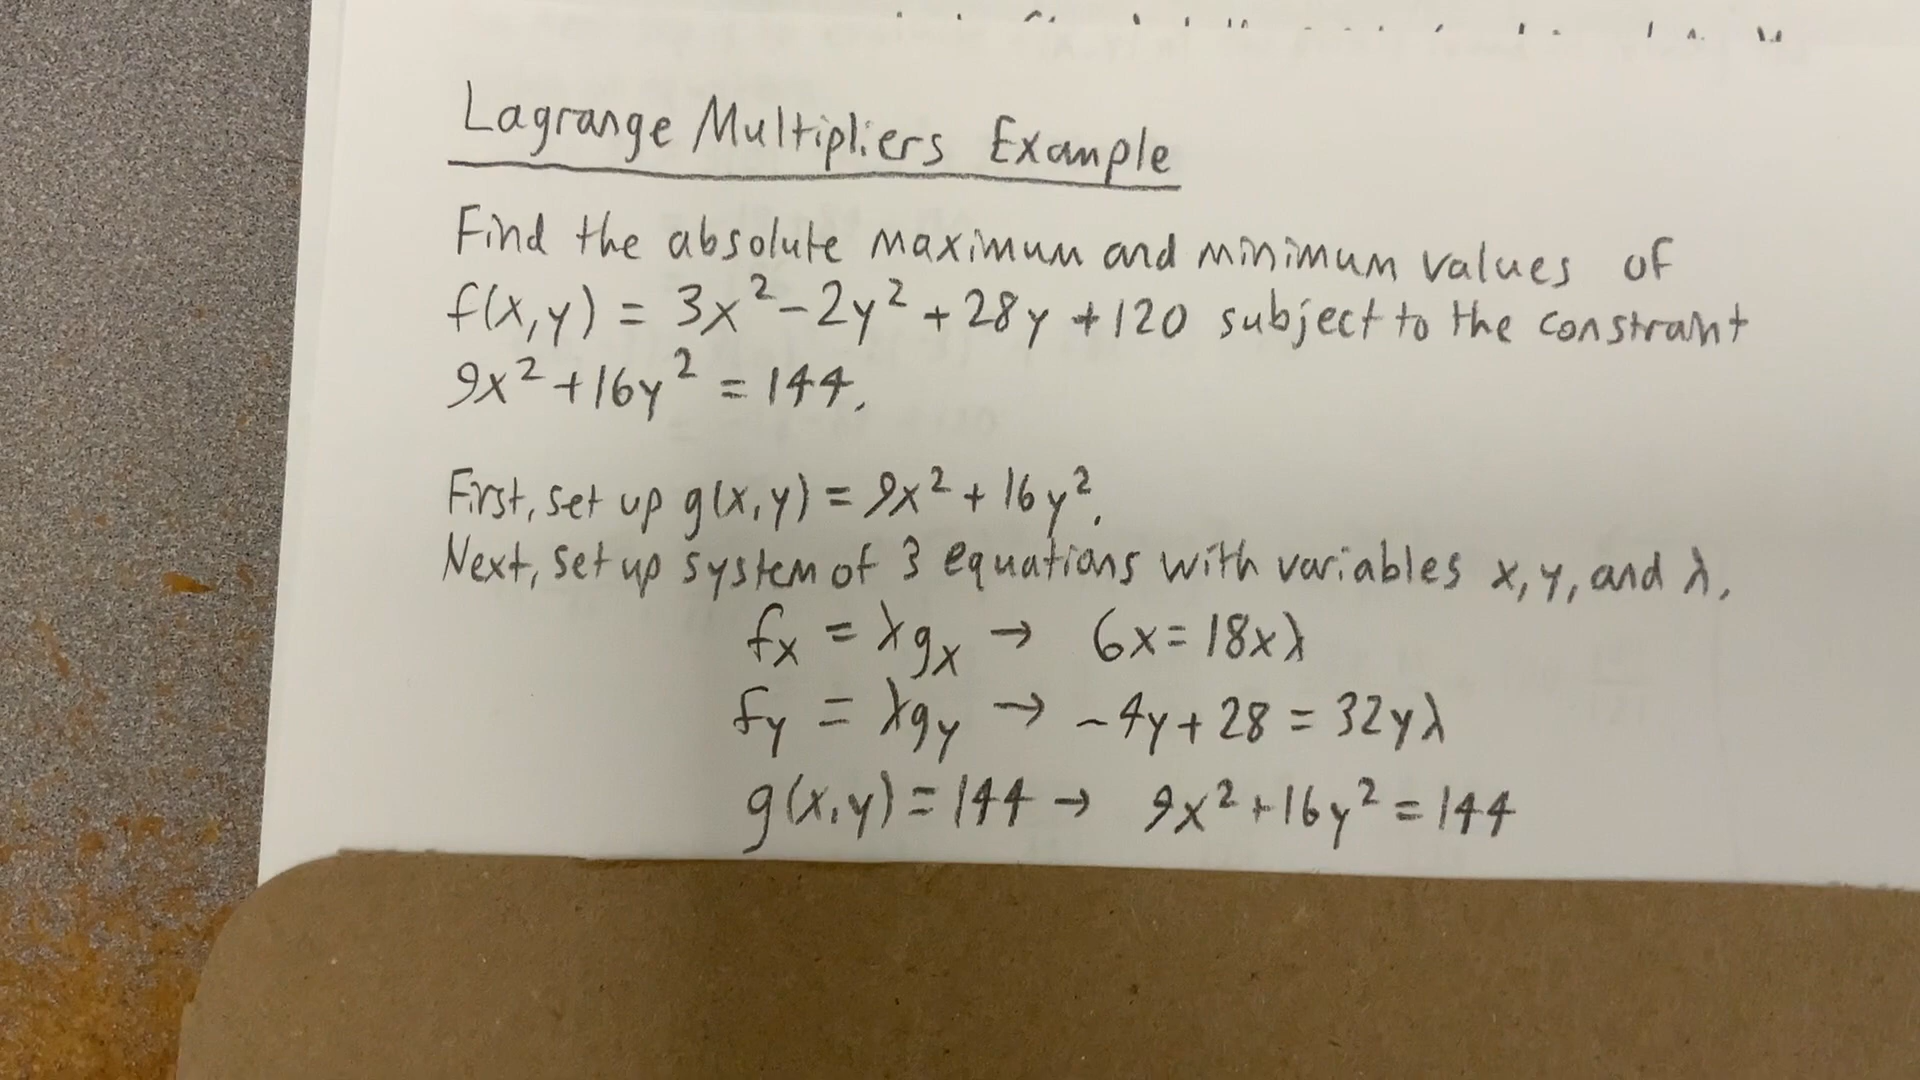 Lagrange Multipliers Example
Find the absolute maximum and minimum values of
f(x,y) = 3x² - 2y² + 28y + 120 subject to the constraint
9x² + 16y² = 144.
First, set up g(x,y) = 9x² + 16y².
Next, set up system of 3 equations with variables x, y, and λ.
fx = λgx → 6x = 18xλ
fy = λgy → -4y + 28 = 32yλ
g(x,y) = 144 → 9x² + 16y² = 144